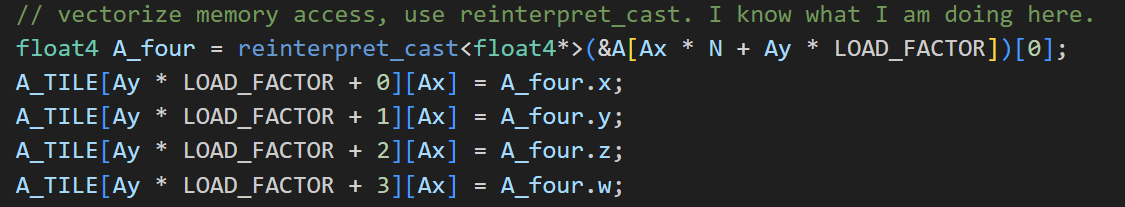 // vectorize memory access, use reinterpret_cast. I know what I am doing here.
float4 A_four = reinterpret_cast<float4*>(&A[Ax * N + Ay * LOAD_FACTOR])[0];
A_TILE[Ay * LOAD_FACTOR + 0][Ax] = A_four.x;
A_TILE[Ay * LOAD_FACTOR + 1][Ax] = A_four.y;
A_TILE[Ay * LOAD_FACTOR + 2][Ax] = A_four.z;
A_TILE[Ay * LOAD_FACTOR + 3][Ax] = A_four.w;